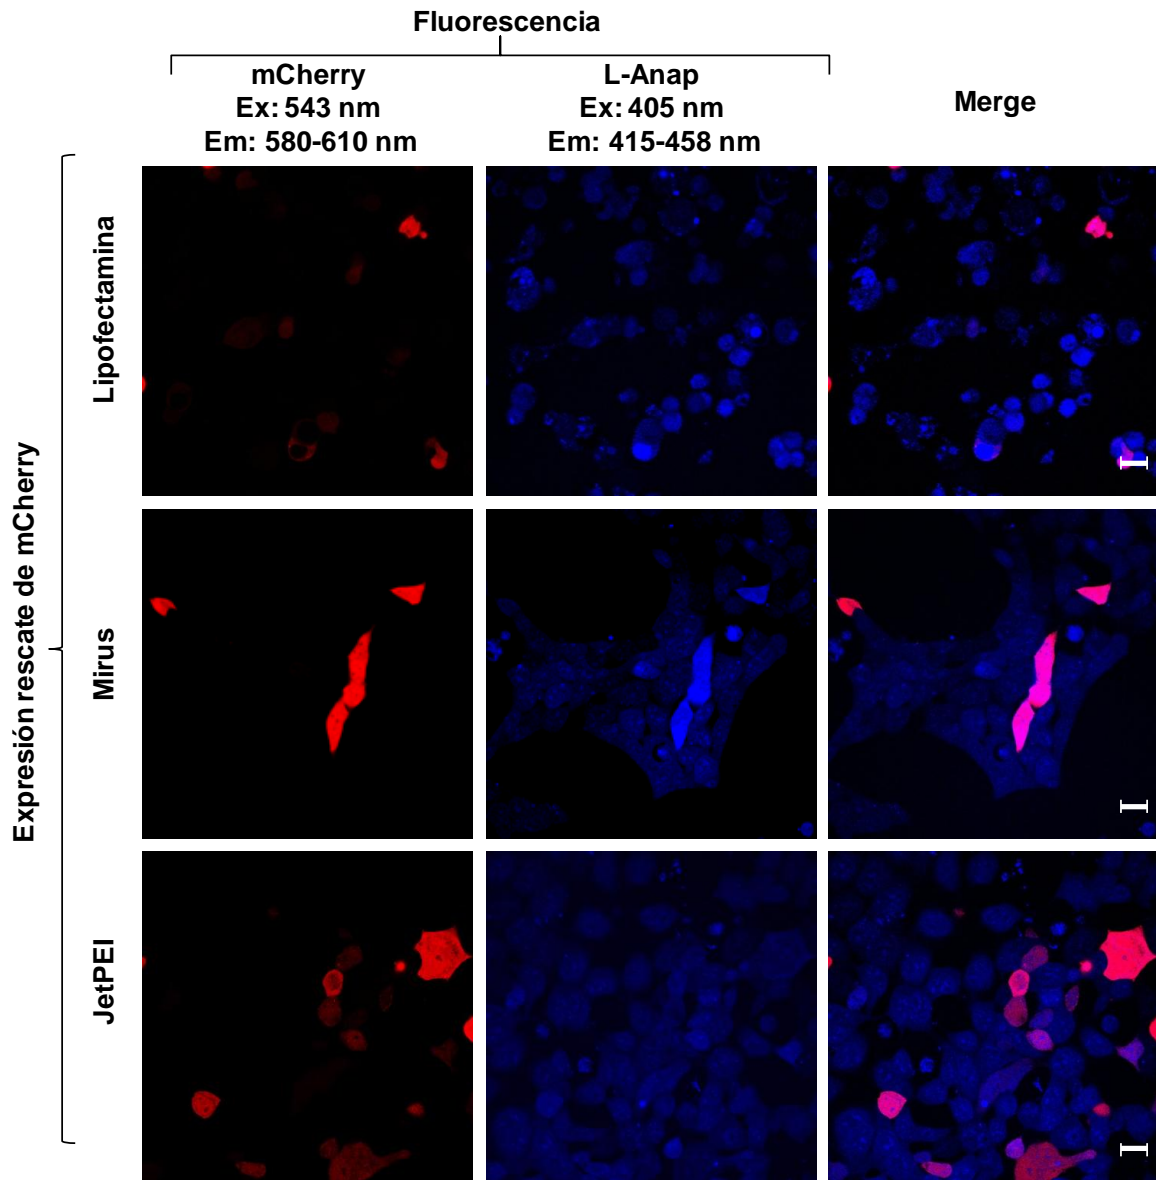 Fluorescencia
mCherry
Ex: 543 nm
Em: 580-610 nm
L-Anap
Ex: 405 nm
Em: 415-458 nm
Merge
Expresión rescate de mCherry
Lipofectamina
Mirus
JetPEI